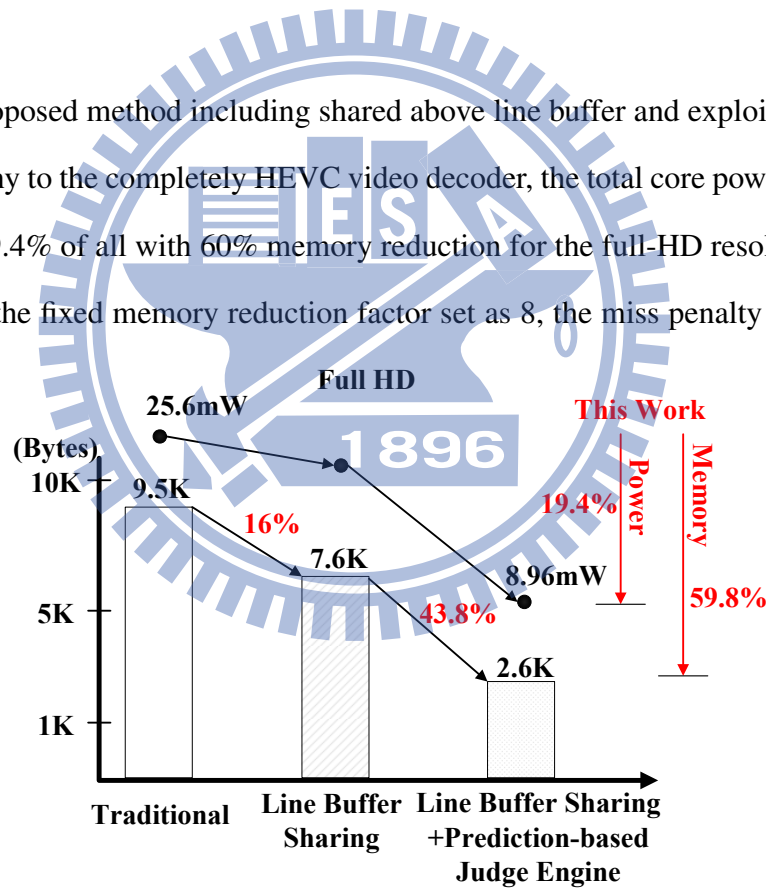 oposed method including shared above line buffer and exploi
ny to the completely HEVC video decoder, the total core pow
9.4% of all with 60% memory reduction for the full-HD resol
the fixed memory reduction factor set as 8, the miss penalty
ESA
1896
Full HD
25.6mW
This Work
(Bytes)
10K
9.5K
16%
7.6K
19.4%
Power
Memory
8.96mW
5K
43.8%
59.8%
2.6K
1K
Traditional
Line Buffer
Sharing
Line Buffer Sharing
+Prediction-based
Judge Engine